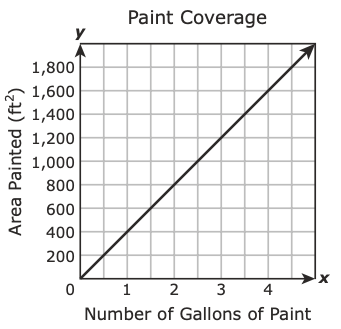 Paint Coverage
y
Area Painted (ft²)
1,800
1,600
1,400
1,200
1,000
800
600
400
200
0 1 2 3 4 x
Number of Gallons of Paint